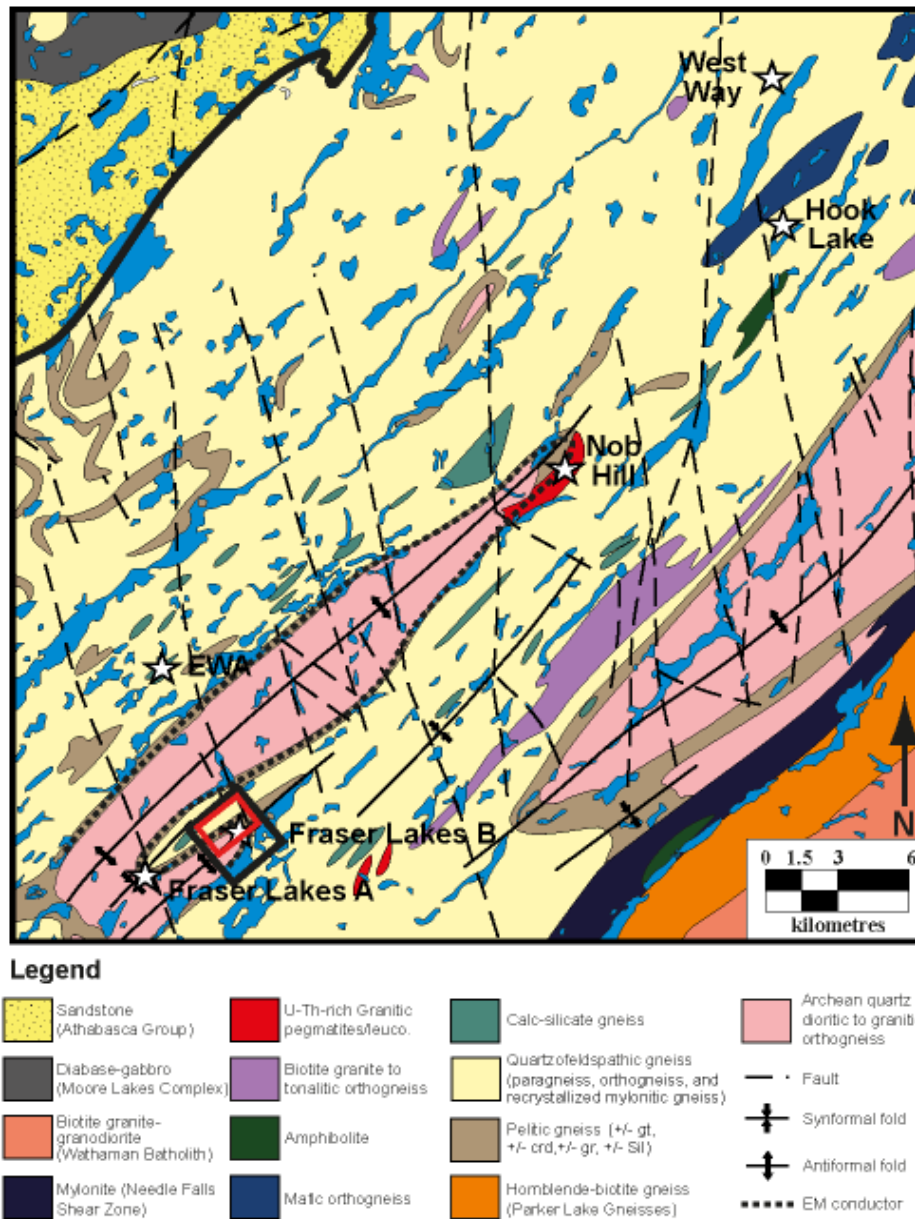 West
Way
Hook
Lake
Nob
Hill
EWA
Fraser Lakes B
Fraser Lakes A
N
0 1.5 3 6
kilometres
Legend
Sandstone
(Athabasca Group)
Diabase-gabbro
(Moore Lakes Complex)
Biotite granite-
granodiorite
(Wathaman Batholith)
Mylonite (Needle Falls
Shear Zone)
U-Th-rich Granitic
pegmatites/leuco.
Biotite granite to
tonalitic orthogneiss
Amphibolite
Mafic orthogneiss
Calc-silicate gneiss
Quartzofeldspathic gneiss
(paragneiss, orthogneiss, and
recrystallized mylonitic gneiss)
Pelitic gneiss (+/- gt,
+/- crd,+/- gr, +/- Sil)
Hornblende-biotite gneiss
(Parker Lake Gneisses)
Archean quartz
dioritic to graniti
orthogneiss
Fault
Synformal fold
Antiformal fold
EM conductor